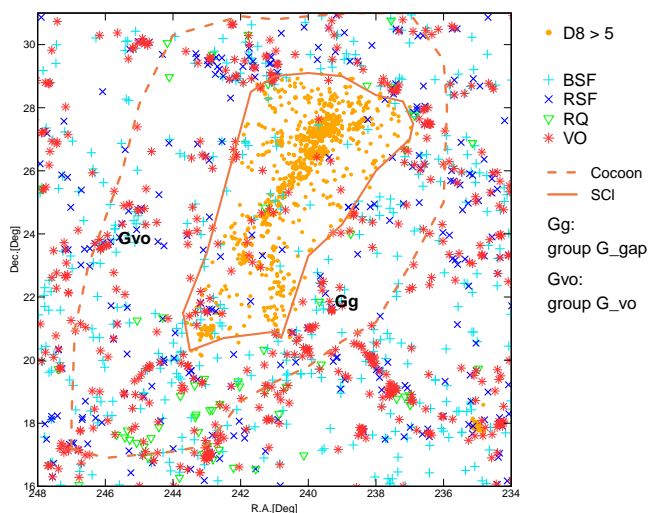 D8 > 5
BSF
RSF
RQ
VO
Cocoon
SCl
Gg:
group G_gap
Gvo:
group G_vo
Gvo
Gg
Dec.[Deg]
30
28
26
24
22
20
18
16
248
246
244
242
240
238
236
234
R.A.[Deg]